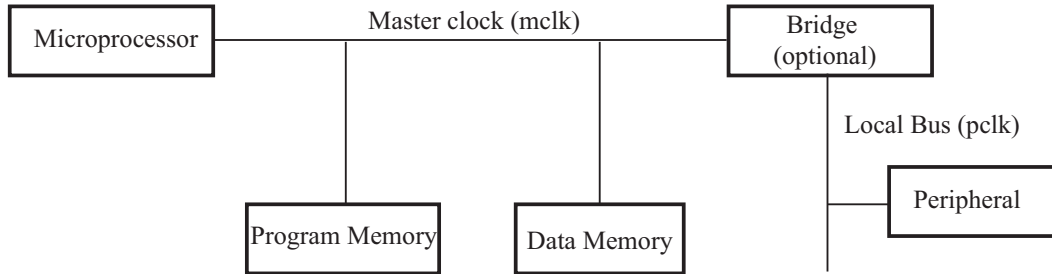 Microprocessor
Master clock (mclk)
Bridge
(optional)
Local Bus (pclk)
Peripheral
Program Memory
Data Memory